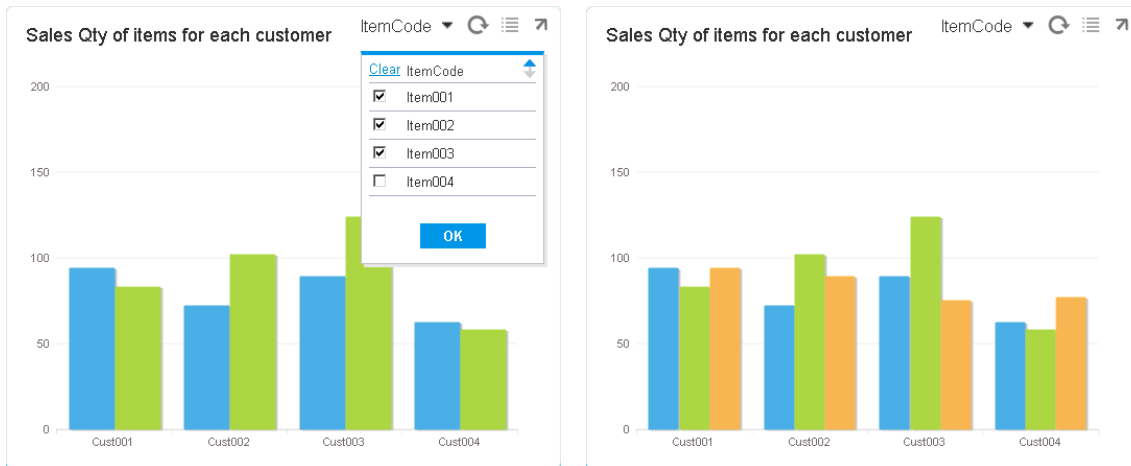 Sales Qty of items for each customer
ItemCode
Clear ItemCode
Item001
Item002
Item003
Item004
OK
200
150
100
50
0
Cust001 Cust002 Cust003 Cust004
Sales Qty of items for each customer
ItemCode
200
150
100
50
0
Cust001 Cust002 Cust003 Cust004